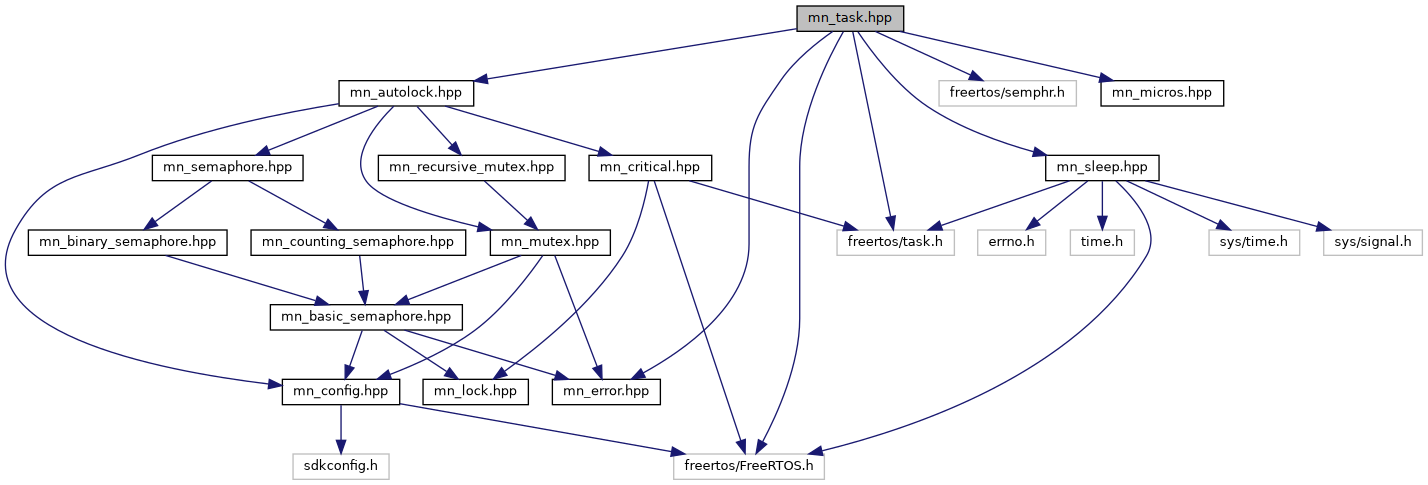 mn_task.hpp
mn_autolock.hpp
freertos/semphr.h
mn_micros.hpp
mn_semaphore.hpp
mn_recursive_mutex.hpp
mn_critical.hpp
mn_sleep.hpp
mn_binary_semaphore.hpp
mn_counting_semaphore.hpp
mn_mutex.hpp
freertos/task.h
errno.h
time.h
sys/time.h
sys/signal.h
mn_basic_semaphore.hpp
mn_config.hpp
mn_lock.hpp
mn_error.hpp
sdkconfig.h
freertos/FreeRTOS.h